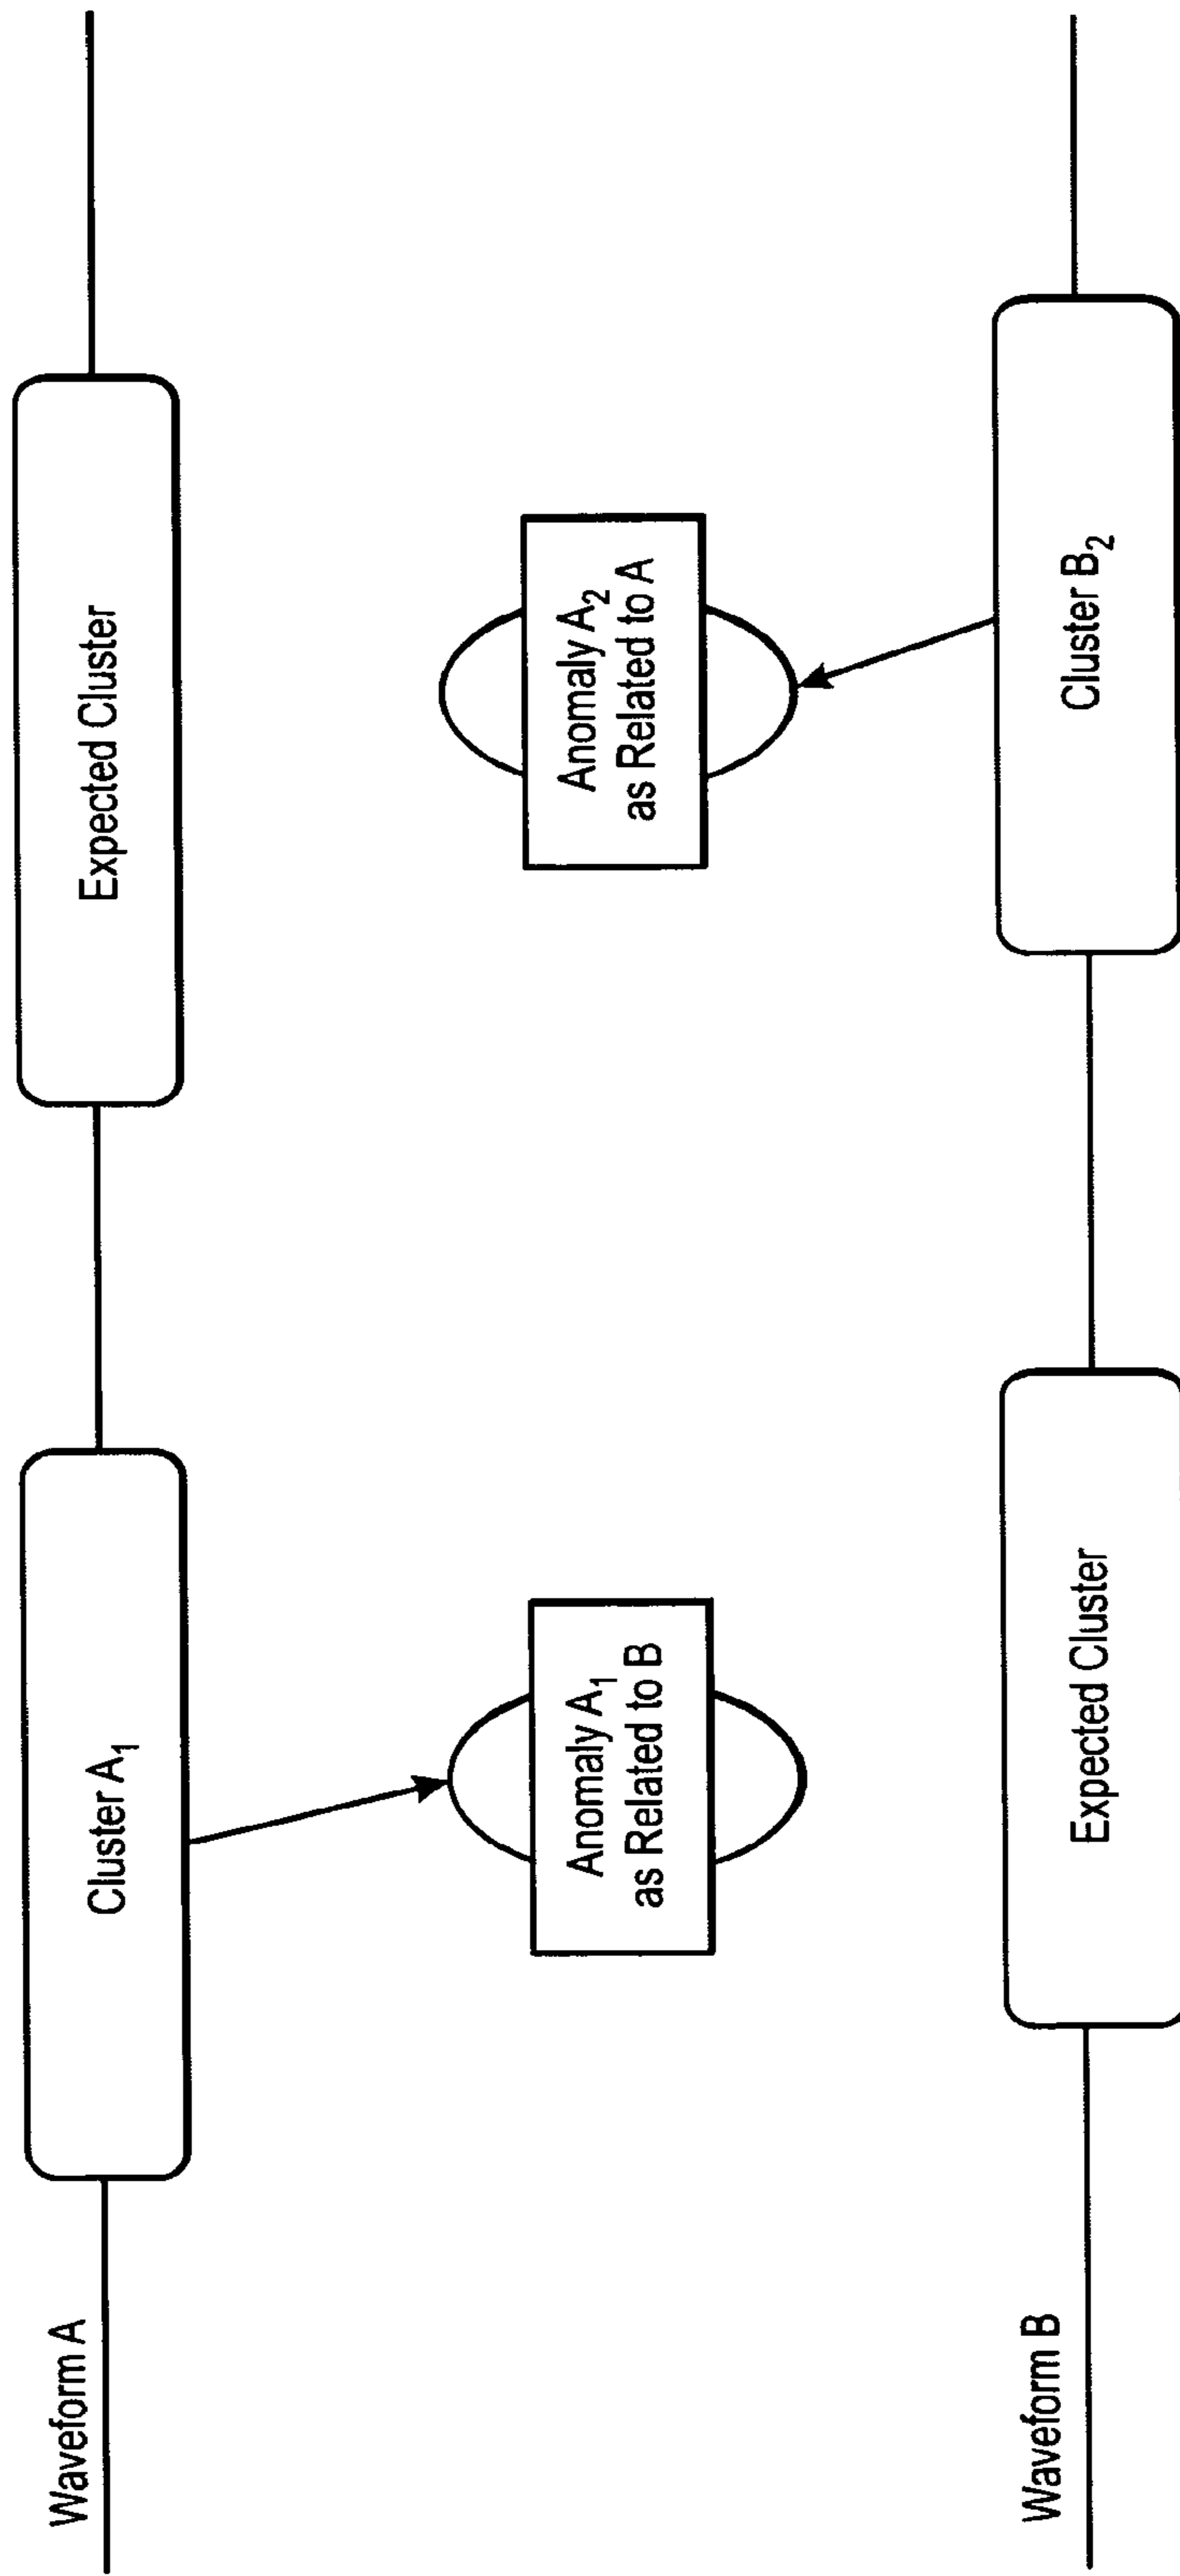 Waveform A
Cluster A₁
Expected Cluster
Anomaly A₁
as Related to B
Anomaly A₂
as Related to A
Waveform B
Expected Cluster
Cluster B₂